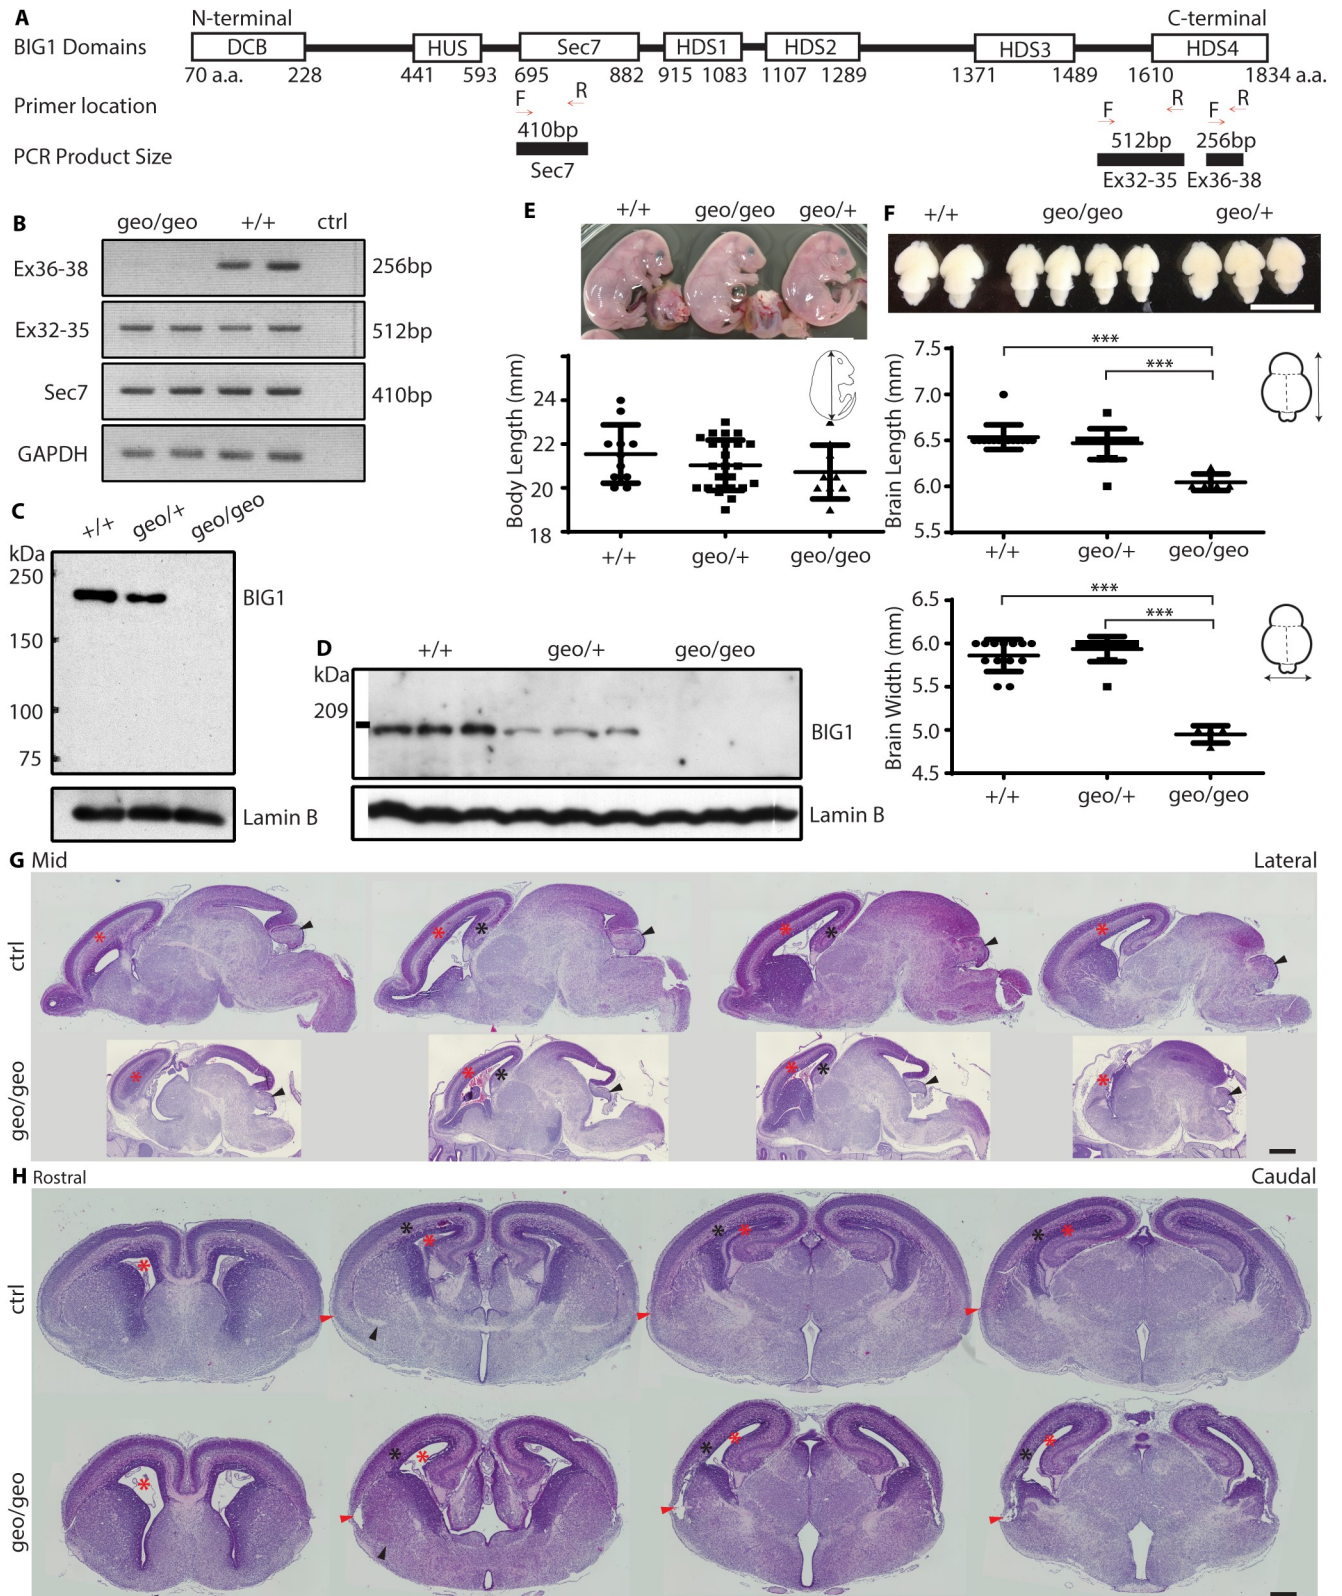 A
N-terminal C-terminal
BIG1 Domains DCB HUS Sec7 HDS1 HDS2 HDS3 HDS4
70 a.a. 228 441 593 695 882 915 1083 1107 1289 1371 1489 1610 1834 a.a.
Primer location F R F R F R
PCR Product Size 410bp 512bp 256bp
Sec7 Ex32-35 Ex36-38
B
geo/geo +/+ ctrl
Ex36-38 256bp
Ex32-35 512bp
Sec7 410bp
GAPDH
C
+/+ geo/+ geo/geo
kDa
250
BIG1
150
100
75
Lamin B
D
+/+ geo/+ geo/geo
kDa
209
BIG1
Lamin B
E
+/+ geo/geo geo/+
Body Length (mm)
24
22
20
18
+/+ geo/+ geo/geo
F
+/+ geo/geo geo/+
Brain Length (mm)
7.5
7.0
6.5
6.0
5.5
***
***
+/+ geo/+ geo/geo
Brain Width (mm)
6.5
6.0
5.5
5.0
4.5
***
***
+/+ geo/+ geo/geo
G Mid Lateral
ctrl
* * * * * *
geo/geo
* * * * * *
H Rostral Caudal
ctrl
* * * * * * *
geo/geo
* * * * * * *